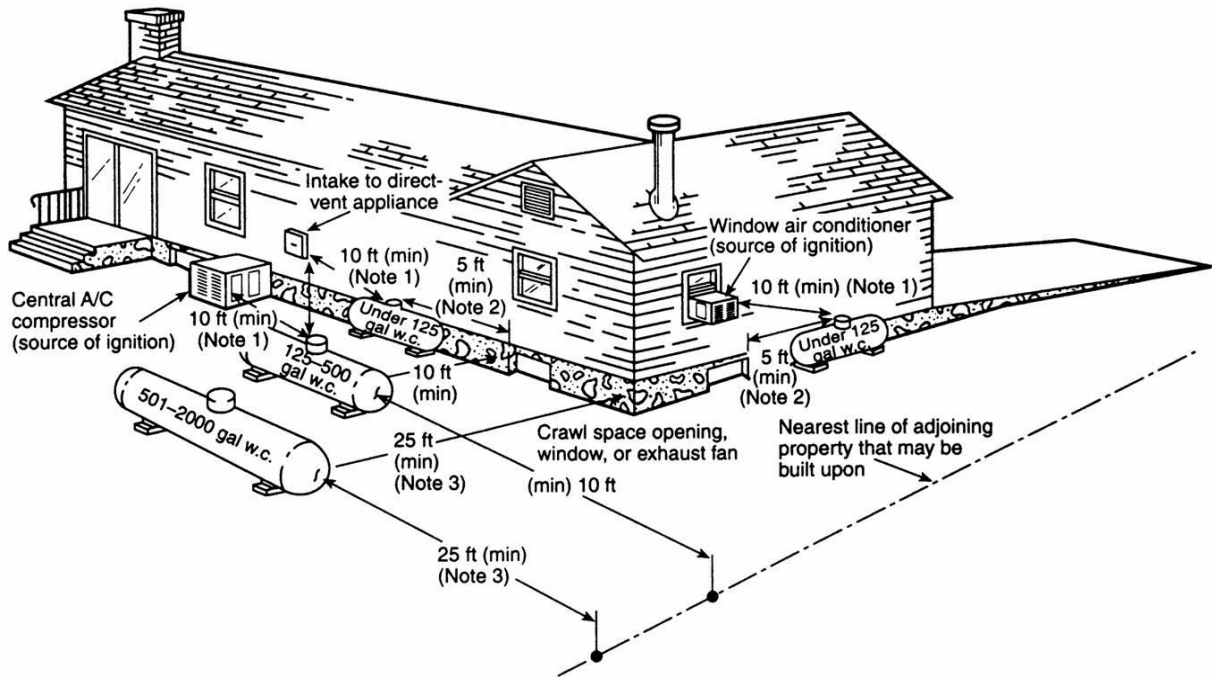 Intake to direct-
vent appliance
Window air conditioner
(source of ignition)
10 ft (min)
(Note 1)
5 ft
(min)
(Note 2)
10 ft (min) (Note 1)
Central A/C
compressor
(source of ignition)
10 ft (min)
(Note 1)
Under 125
gal w.c.
Under 125
gal w.c.
125–500
gal w.c.
10 ft
(min)
5 ft
(min)
(Note 2)
501–2000 gal w.c.
25 ft
(min)
(Note 3)
Crawl space opening,
window, or exhaust fan
(min) 10 ft
Nearest line of adjoining
property that may be
built upon
25 ft (min)
(Note 3)